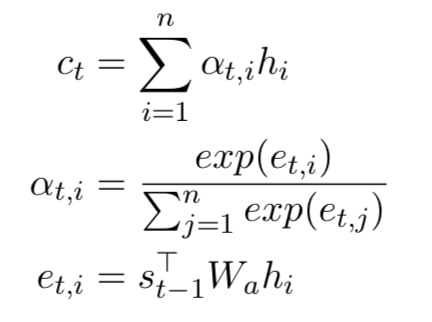 c_t = \sum_{i=1}^{n} \alpha_{t,i} h_i
\alpha_{t,i} = \frac{exp(e_{t,i})}{\sum_{j=1}^{n} exp(e_{t,j})}
e_{t,i} = s_{t-1}^{\top} W_a h_i